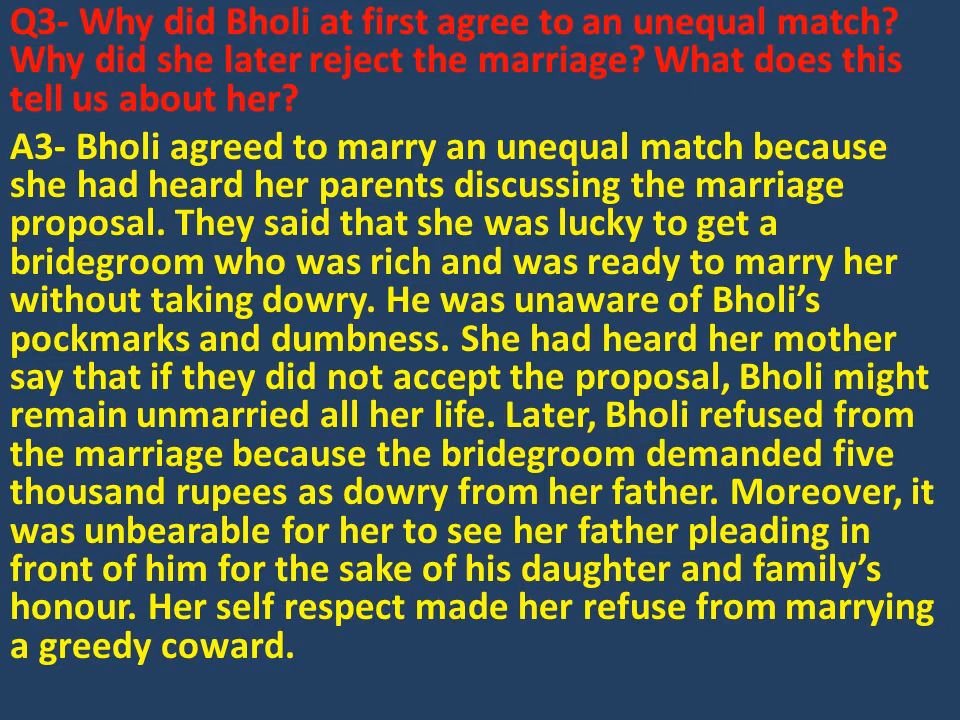 Q3- Why did Bholi at first agree to an unequal match?
Why did she later reject the marriage? What does this
tell us about her?
A3- Bholi agreed to marry an unequal match because
she had heard her parents discussing the marriage
proposal. They said that she was lucky to get a
bridegroom who was rich and was ready to marry her
without taking dowry. He was unaware of Bholi’s
pockmarks and dumbness. She had heard her mother
say that if they did not accept the proposal, Bholi might
remain unmarried all her life. Later, Bholi refused from
the marriage because the bridegroom demanded five
thousand rupees as dowry from her father. Moreover, it
was unbearable for her to see her father pleading in
front of him for the sake of his daughter and family’s
honour. Her self respect made her refuse from marrying
a greedy coward.